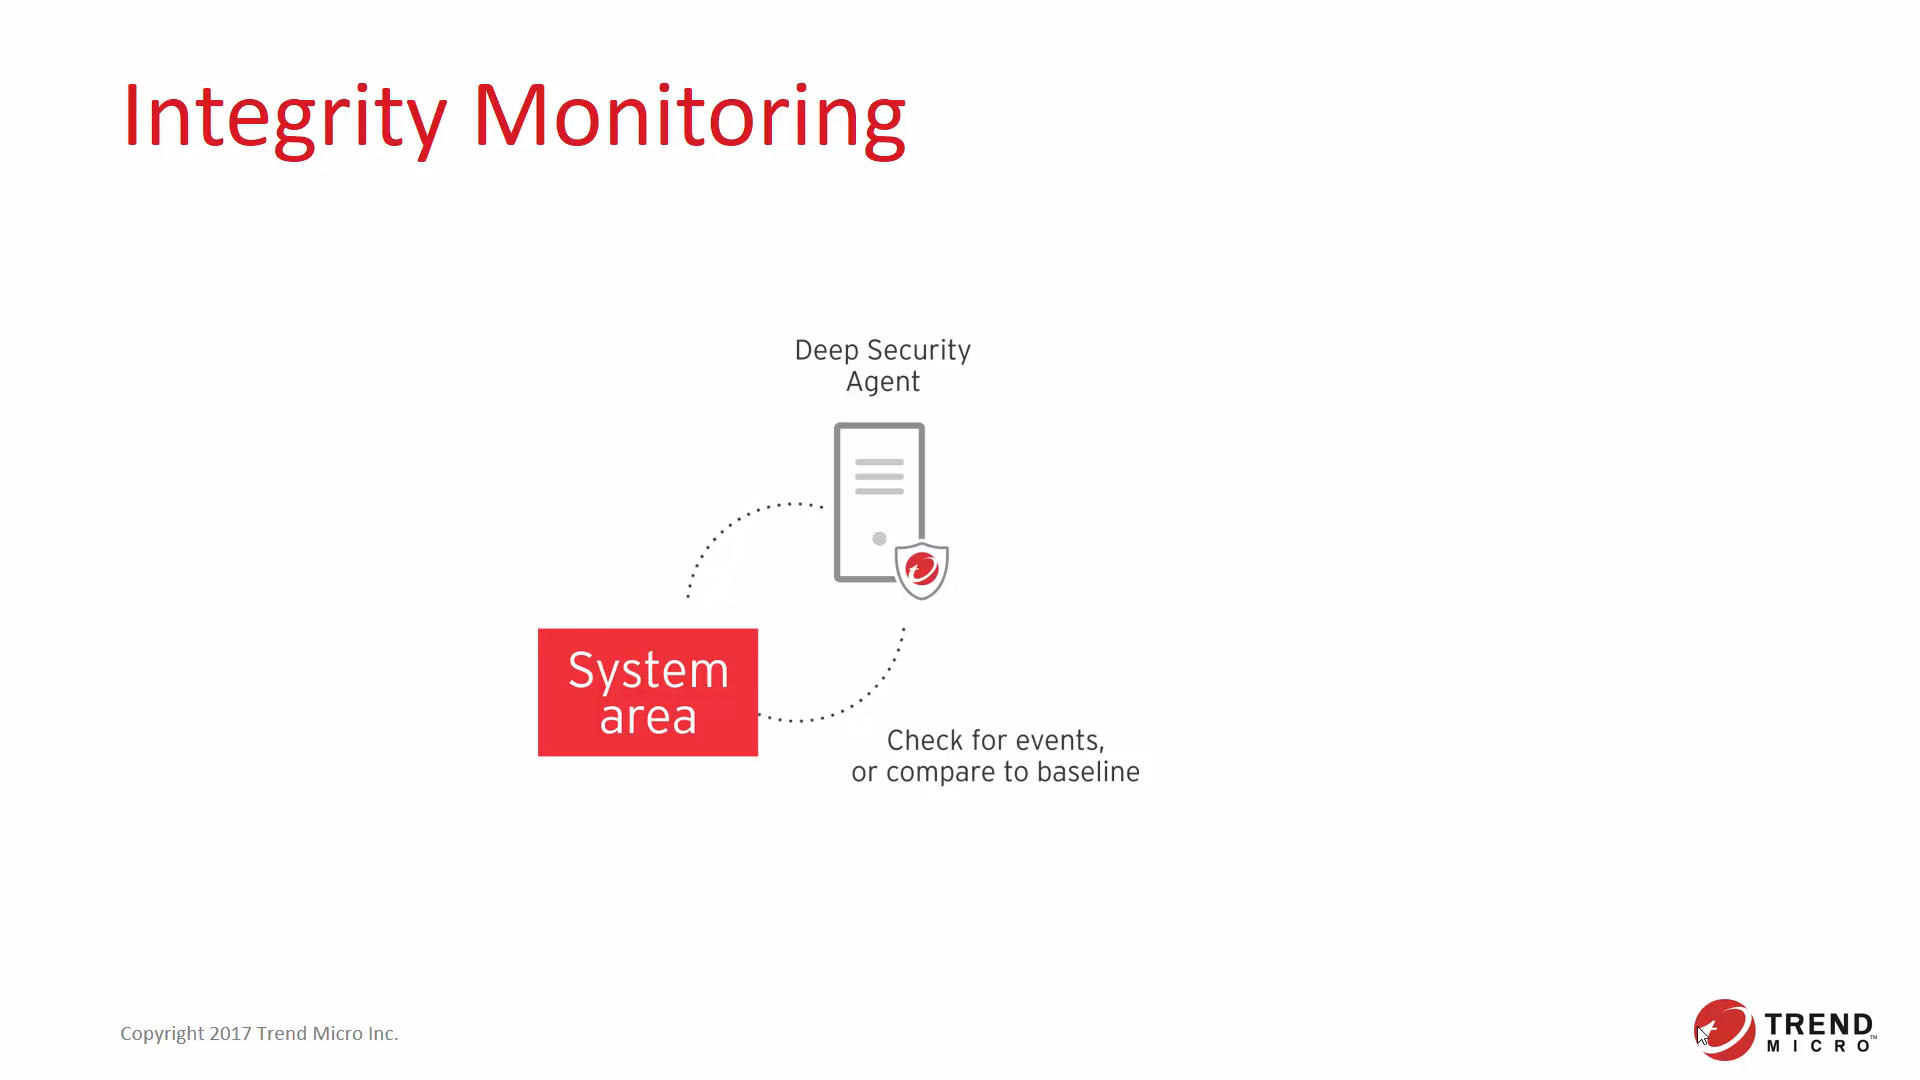 Integrity Monitoring
Deep Security
Agent
System
area
Check for events,
or compare to baseline
Copyright 2017 Trend Micro Inc.
TREND
MICRO™